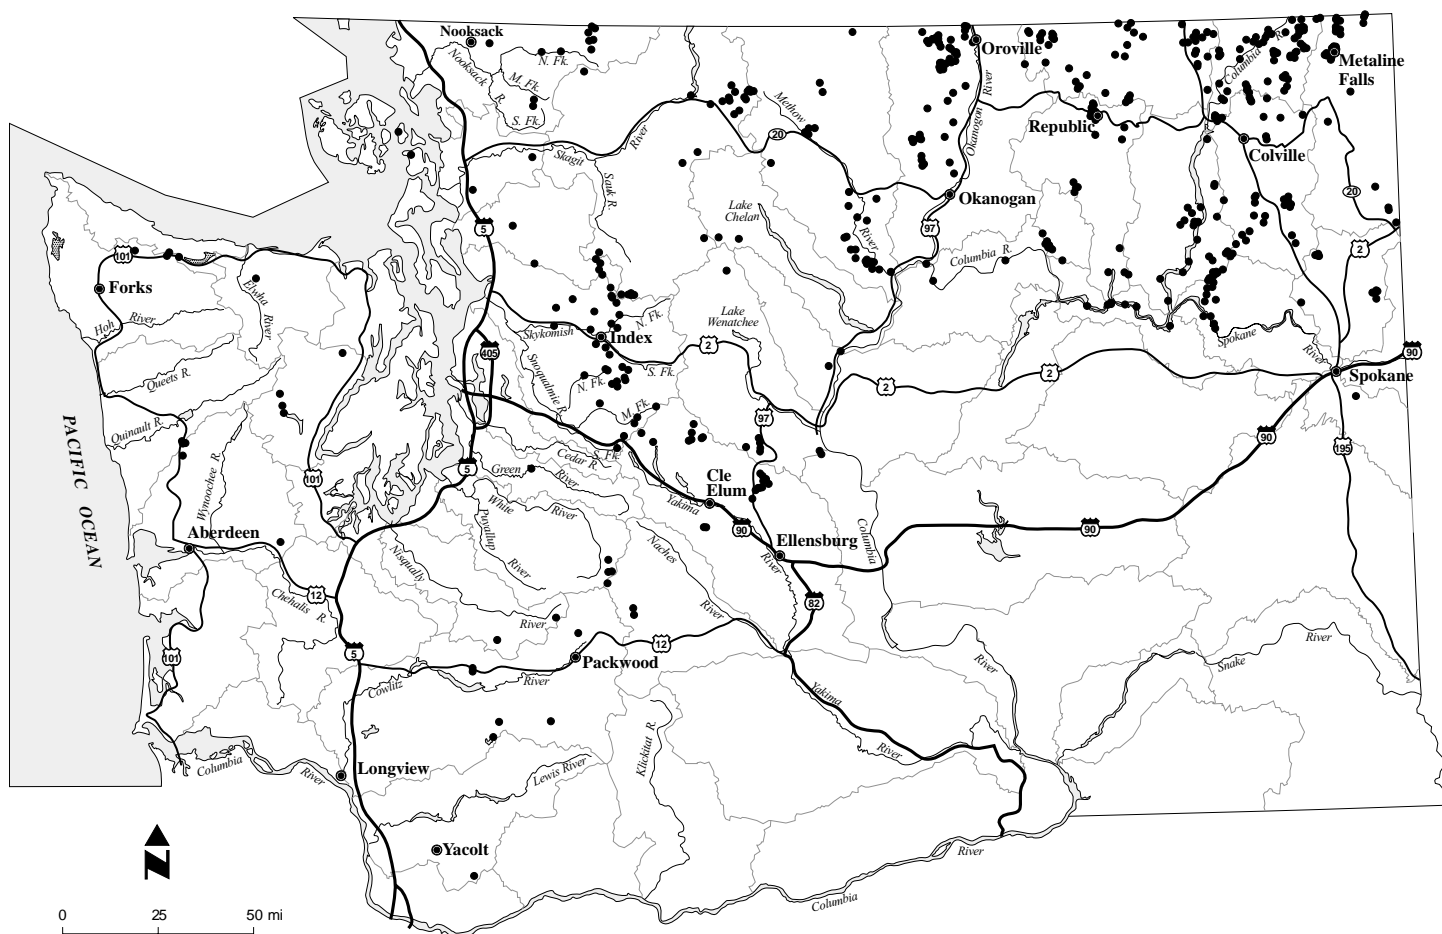 Nooksack
N. Fk.
Nooksack
R.
M. Fk.
S. Fk.
Oroville
River
Okanogan
Columbia
R.
Metaline
Falls
Methow
20
Republic
Colville
River
Skagit
Sauk R.
Lake
Chelan
River
Okanogan
20
5
97
Columbia
R.
2
101
Forks
Elwha
River
Hoh
River
Skykomish
N. Fk.
Lake
Wenatchee
Index
2
Spokane
River
405
Snoqualmie R.
S. Fk.
N. Fk.
90
Queets R.
2
2
Spokane
PACIFIC OCEAN
Quinault R.
M. Fk.
97
90
195
Wynoochee R.
Cedar R.
S. Fk.
5
Green
River
101
Cle
Elum
White
River
Yakima
90
90
Puyallup
River
Columbia
Aberdeen
Nisqually
Naches
River
Ellensburg
River
12
Chehalis
R.
82
River
River
12
Snake
River
101
5
Packwood
River
Cowlitz
River
Yakima
River
Klickitat
R.
Columbia
River
Longview
Lewis River
Yacolt
River
Columbia
N
0 25 50 mi